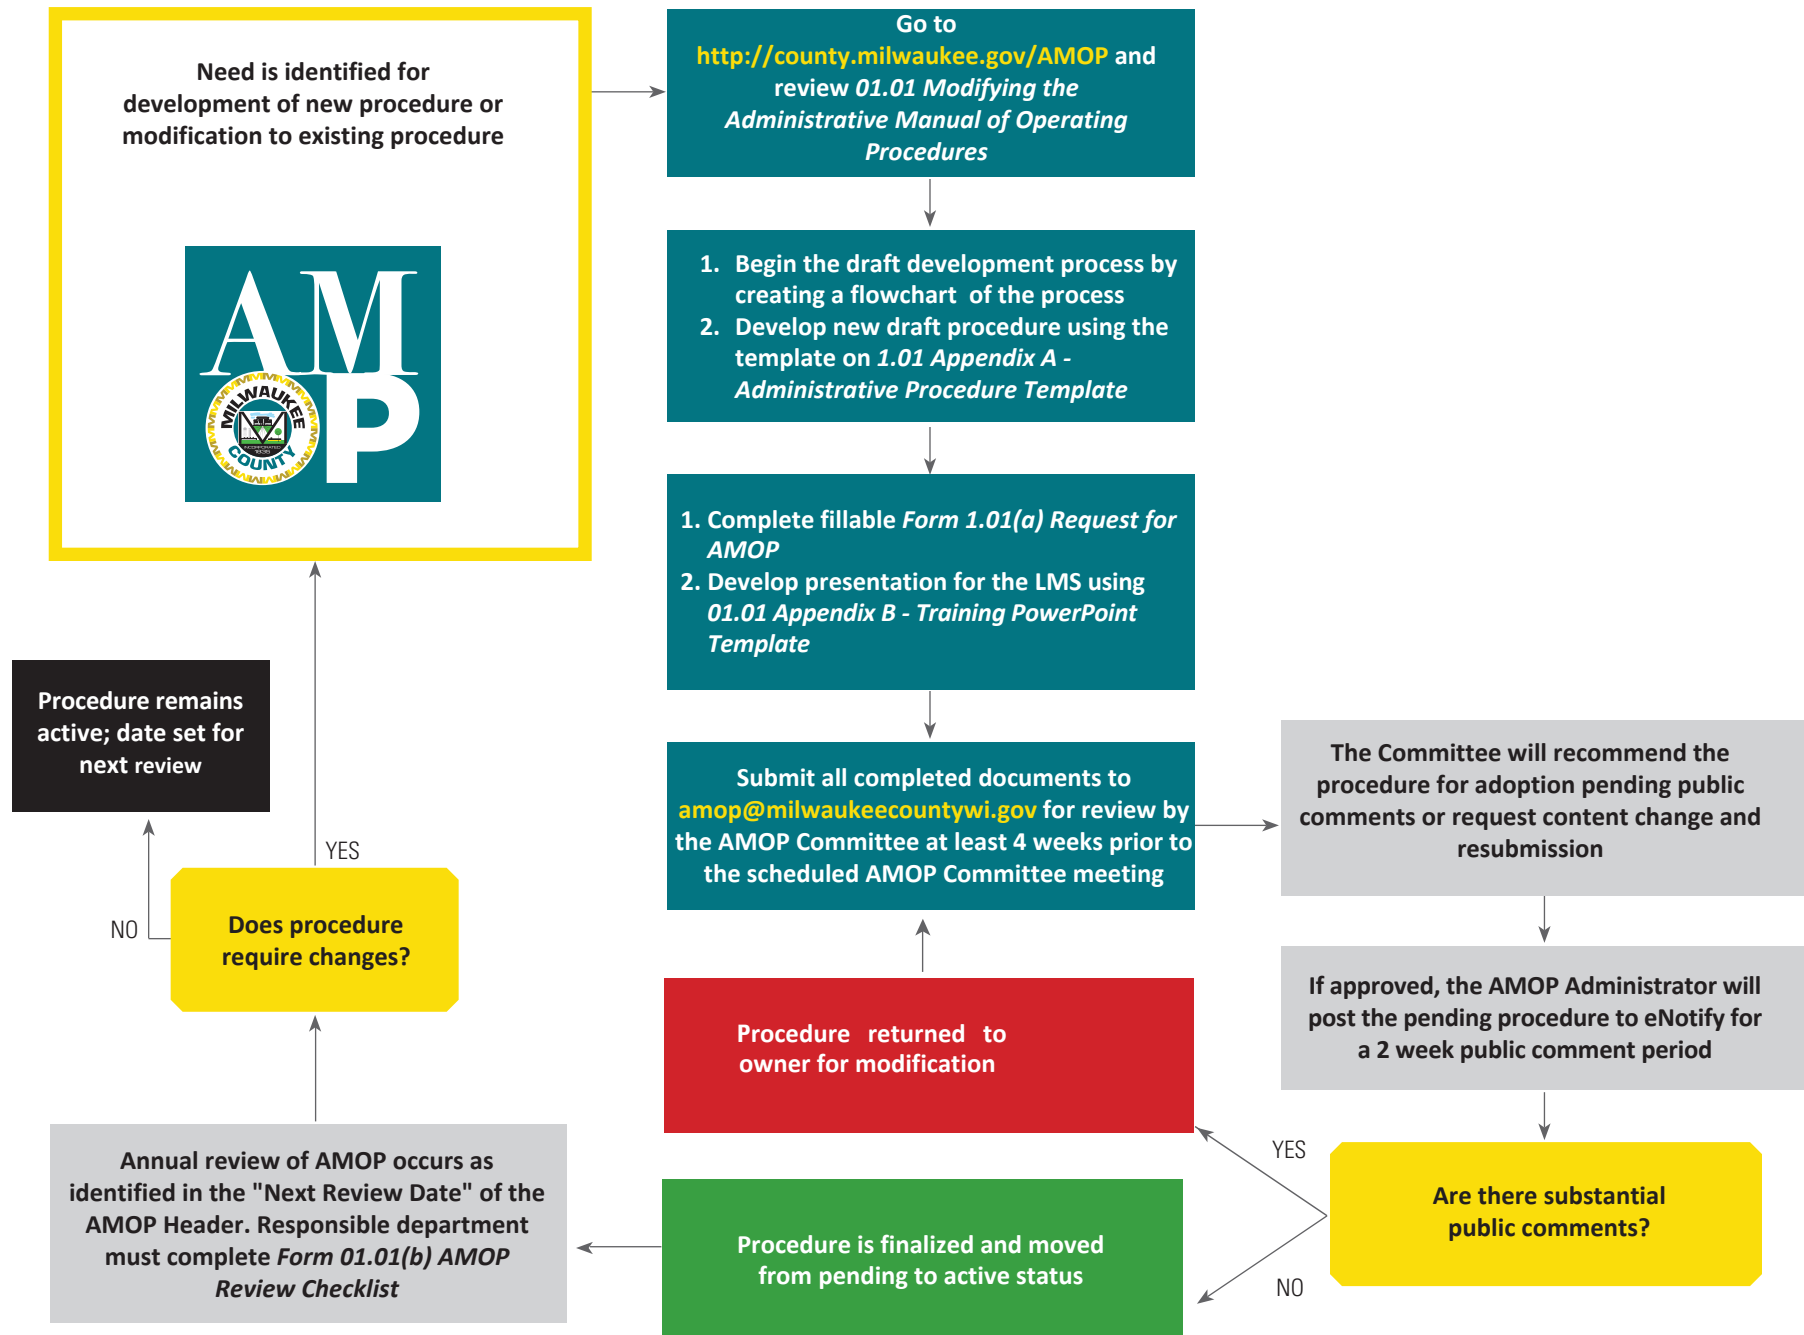 Need is identified for
development of new procedure or
modification to existing procedure
AM
P
MILWAUKEE
COUNTY
INCORPORATED
1835
Go to
http://county.milwaukee.gov/AMOP and
review 01.01 Modifying the
Administrative Manual of Operating
Procedures
1. Begin the draft development process by
creating a flowchart of the process
2. Develop new draft procedure using the
template on 1.01 Appendix A -
Administrative Procedure Template
1. Complete fillable Form 1.01(a) Request for
AMOP
2. Develop presentation for the LMS using
01.01 Appendix B - Training PowerPoint
Template
Submit all completed documents to
amop@milwaukeecountywi.gov for review by
the AMOP Committee at least 4 weeks prior to
the scheduled AMOP Committee meeting
The Committee will recommend the
procedure for adoption pending public
comments or request content change and
resubmission
If approved, the AMOP Administrator will
post the pending procedure to eNotify for
a 2 week public comment period
Are there substantial
public comments?
YES
NO
Procedure returned to
owner for modification
Procedure is finalized and moved
from pending to active status
Annual review of AMOP occurs as
identified in the "Next Review Date" of the
AMOP Header. Responsible department
must complete Form 01.01(b) AMOP
Review Checklist
Does procedure
require changes?
YES
NO
Procedure remains
active; date set for
next review